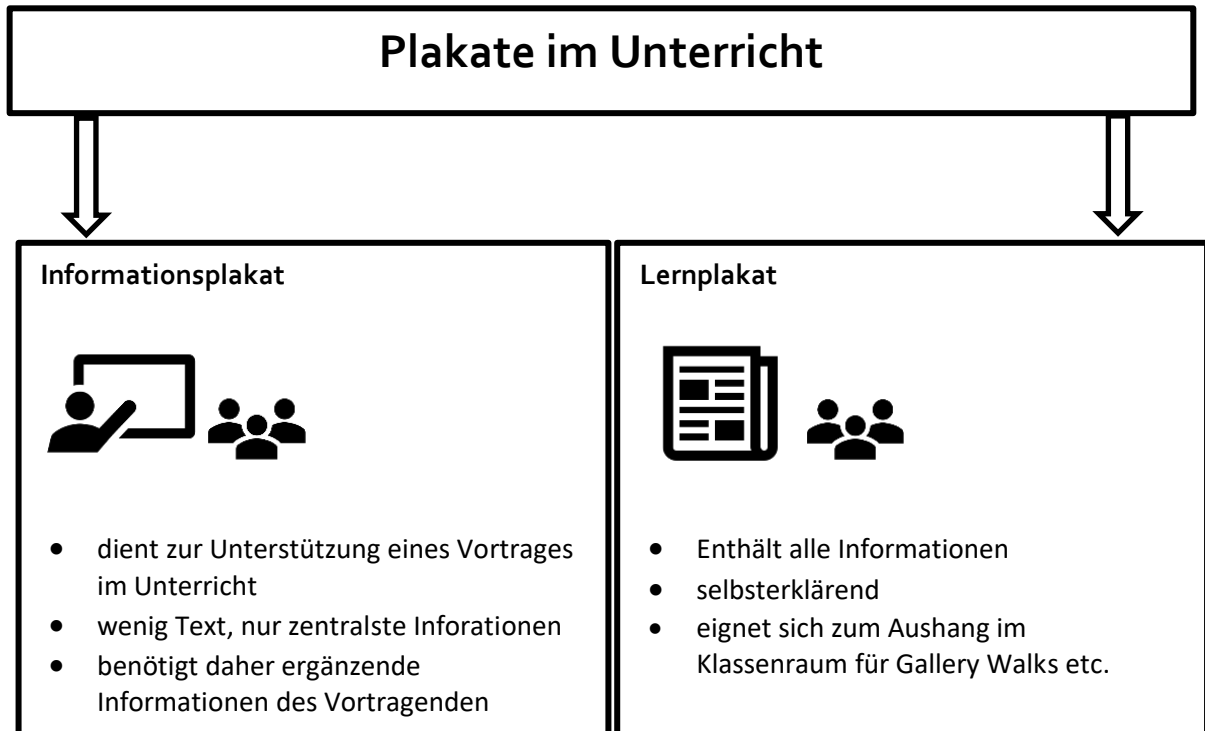 Plakate im Unterricht
Informationsplakat
• dient zur Unterstützung eines Vortrages
im Unterricht
• wenig Text, nur zentralste Inforationen
• benötigt daher ergänzende
Informationen des Vortragenden
Lernplakat
• Enthält alle Informationen
• selbsterklärend
• eignet sich zum Aushang im
Klassenraum für Gallery Walks etc.